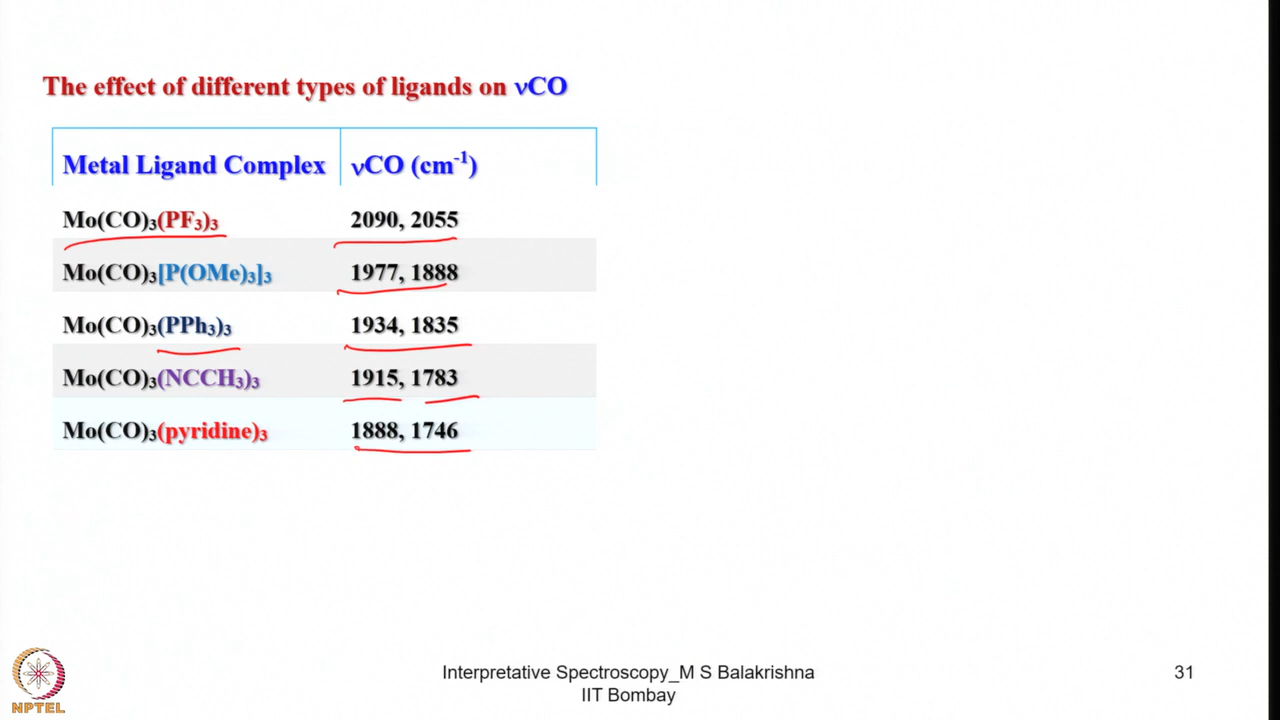 The effect of different types of ligands on νCO
Metal Ligand Complex νCO (cm⁻¹)
Mo(CO)₃(PF₃)₃ 2090, 2055
Mo(CO)₃[P(OMe)₃]₃ 1977, 1888
Mo(CO)₃(PPh₃)₃ 1934, 1835
Mo(CO)₃(NCCH₃)₃ 1915, 1783
Mo(CO)₃(pyridine)₃ 1888, 1746
Interpretative Spectroscopy_M S Balakrishna
IIT Bombay
31
NPTEL